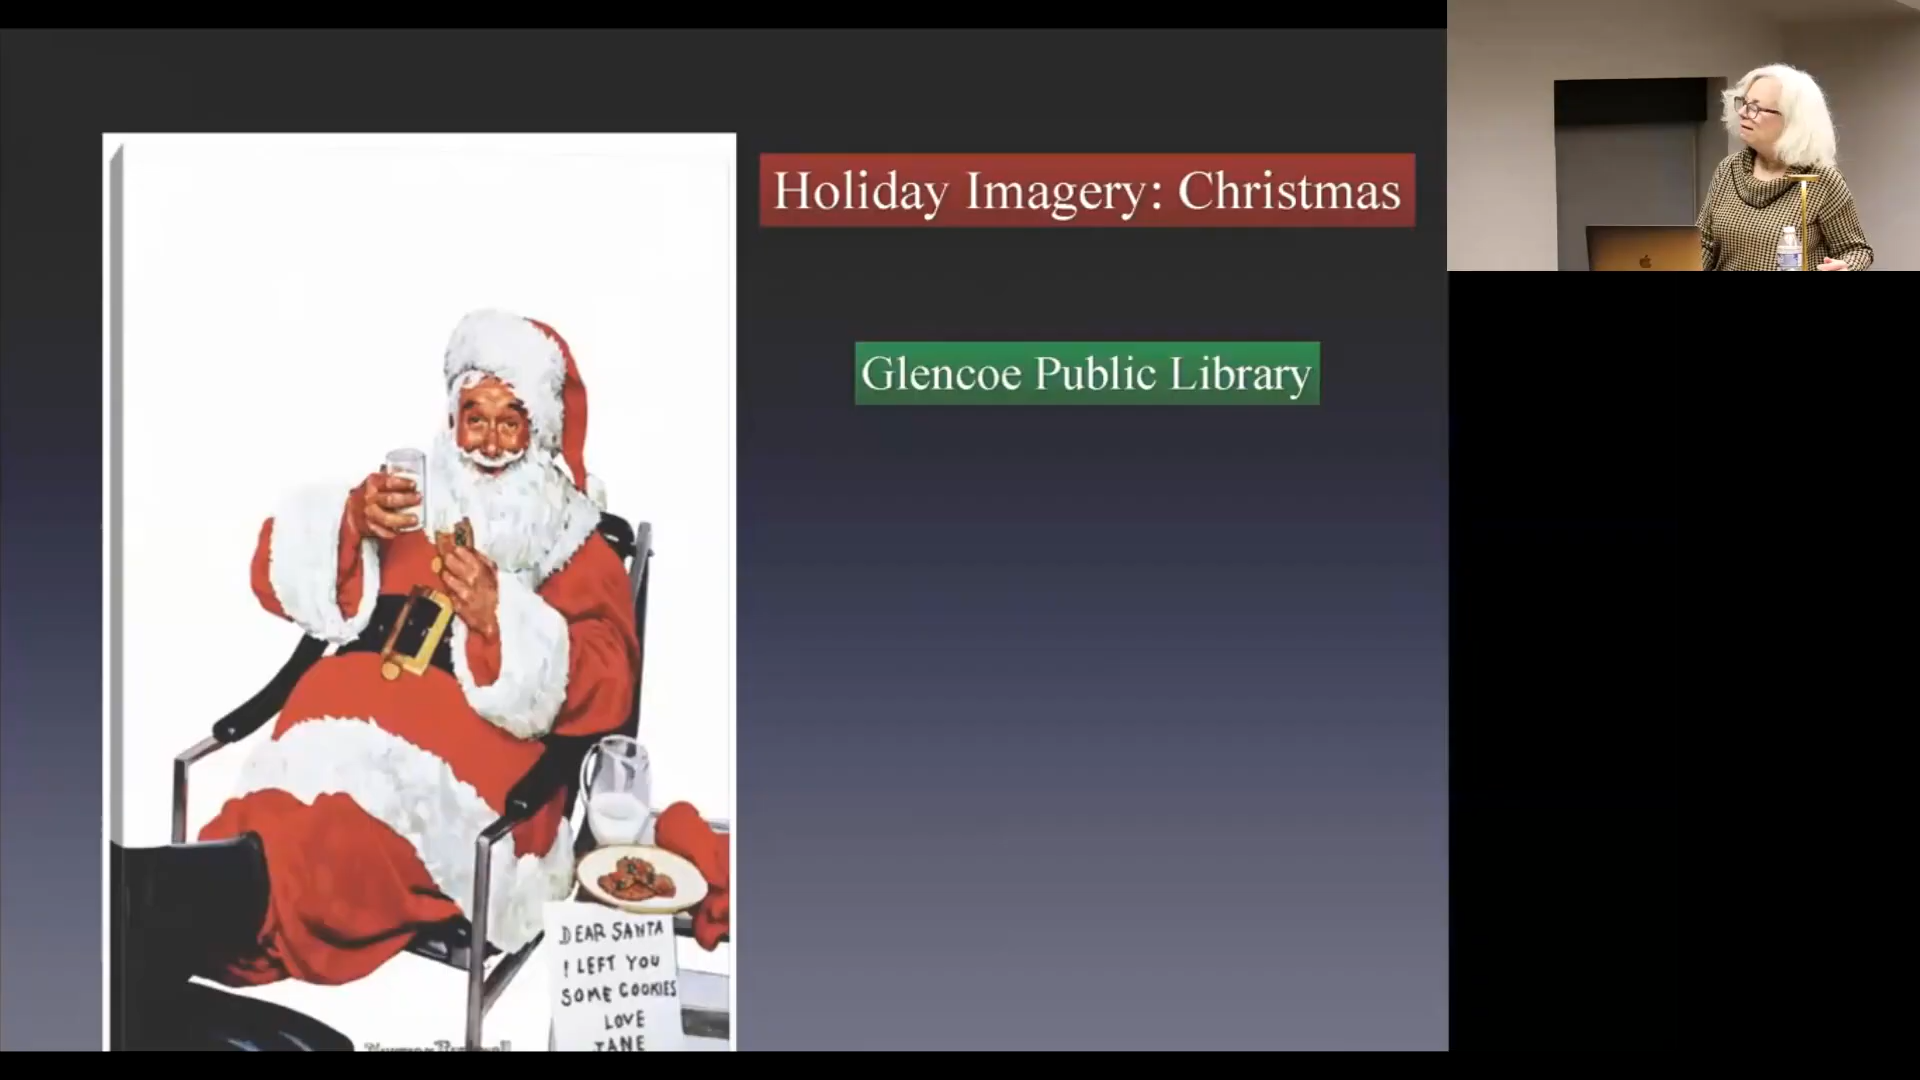 Holiday Imagery: Christmas
Glencoe Public Library
DEAR SANTA
I LEFT YOU
SOME COOKIES
LOVE
JANE